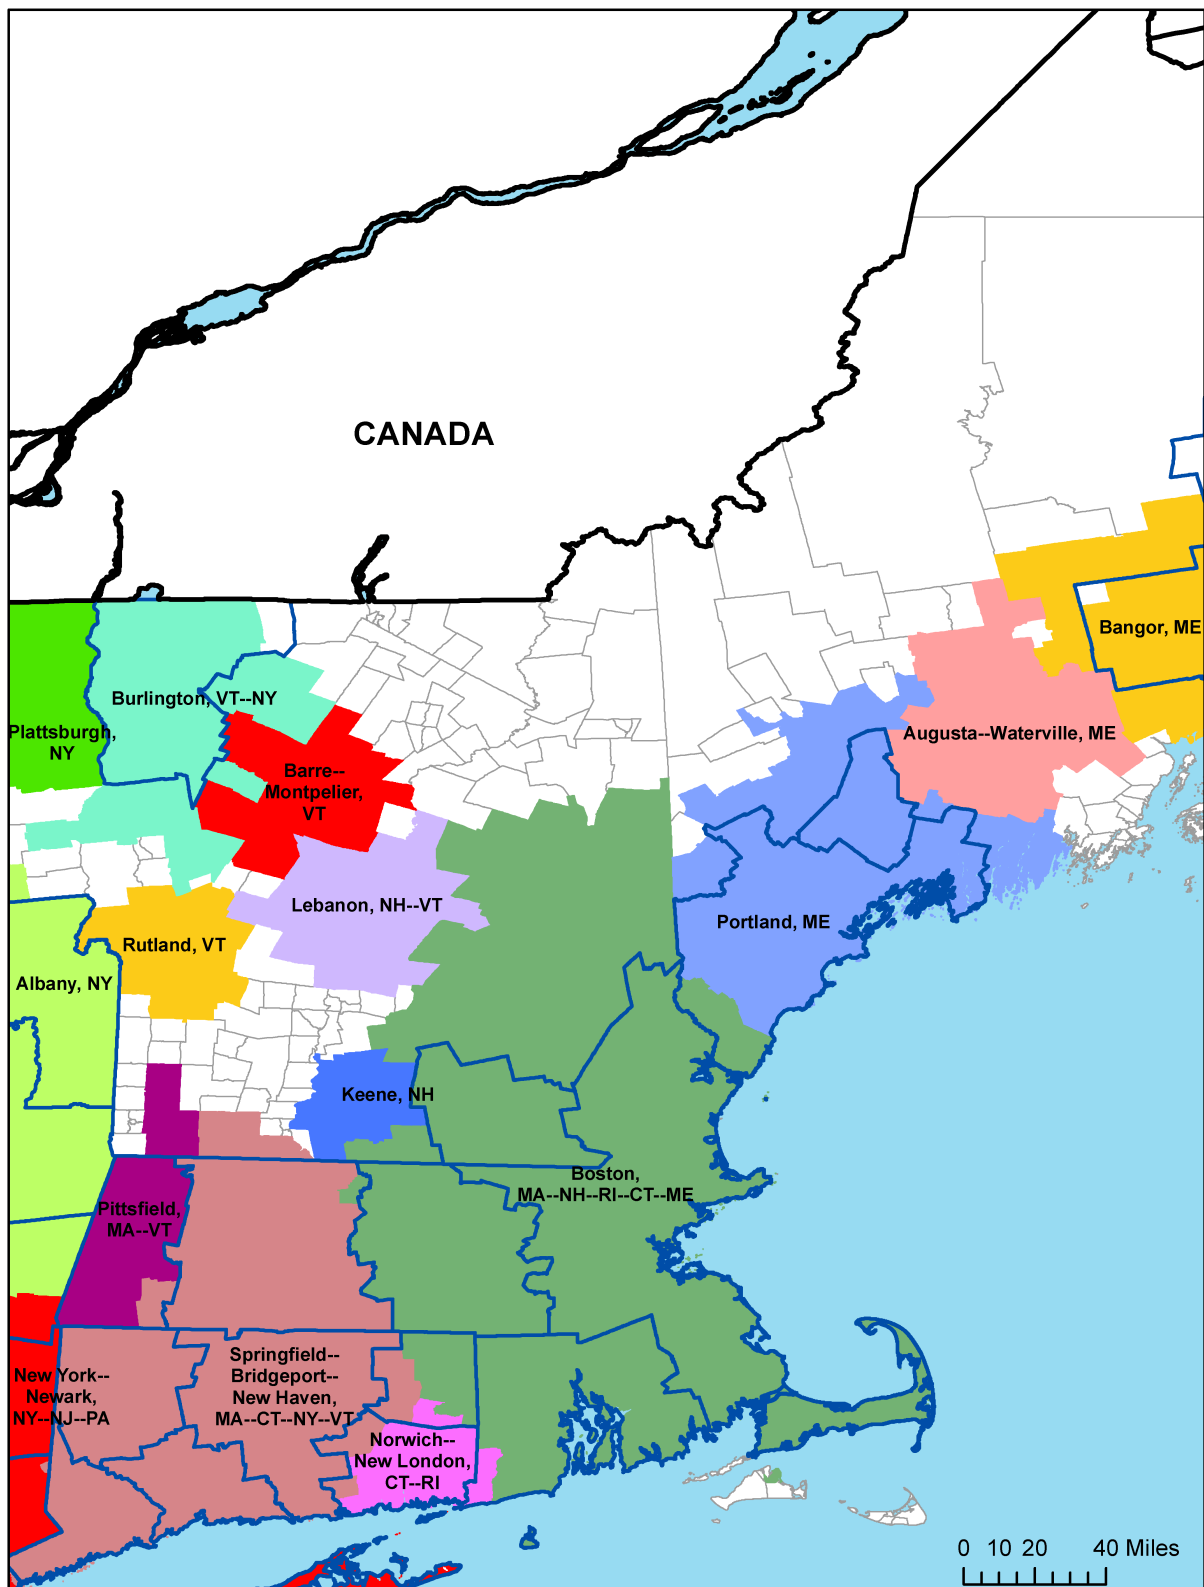 CANADA
Bangor, ME
Burlington, VT--NY
Plattsburgh,
NY
Augusta--Waterville, ME
Barre--
Montpelier,
VT
Lebanon, NH--VT
Portland, ME
Rutland, VT
Albany, NY
Keene, NH
Boston,
MA--NH--RI--CT--ME
Pittsfield,
MA--VT
Springfield--
Bridgeport--
New Haven,
MA--CT--NY--VT
New York--
Newark,
NY--NJ--PA
Norwich--
New London,
CT--RI
0 10 20 40 Miles